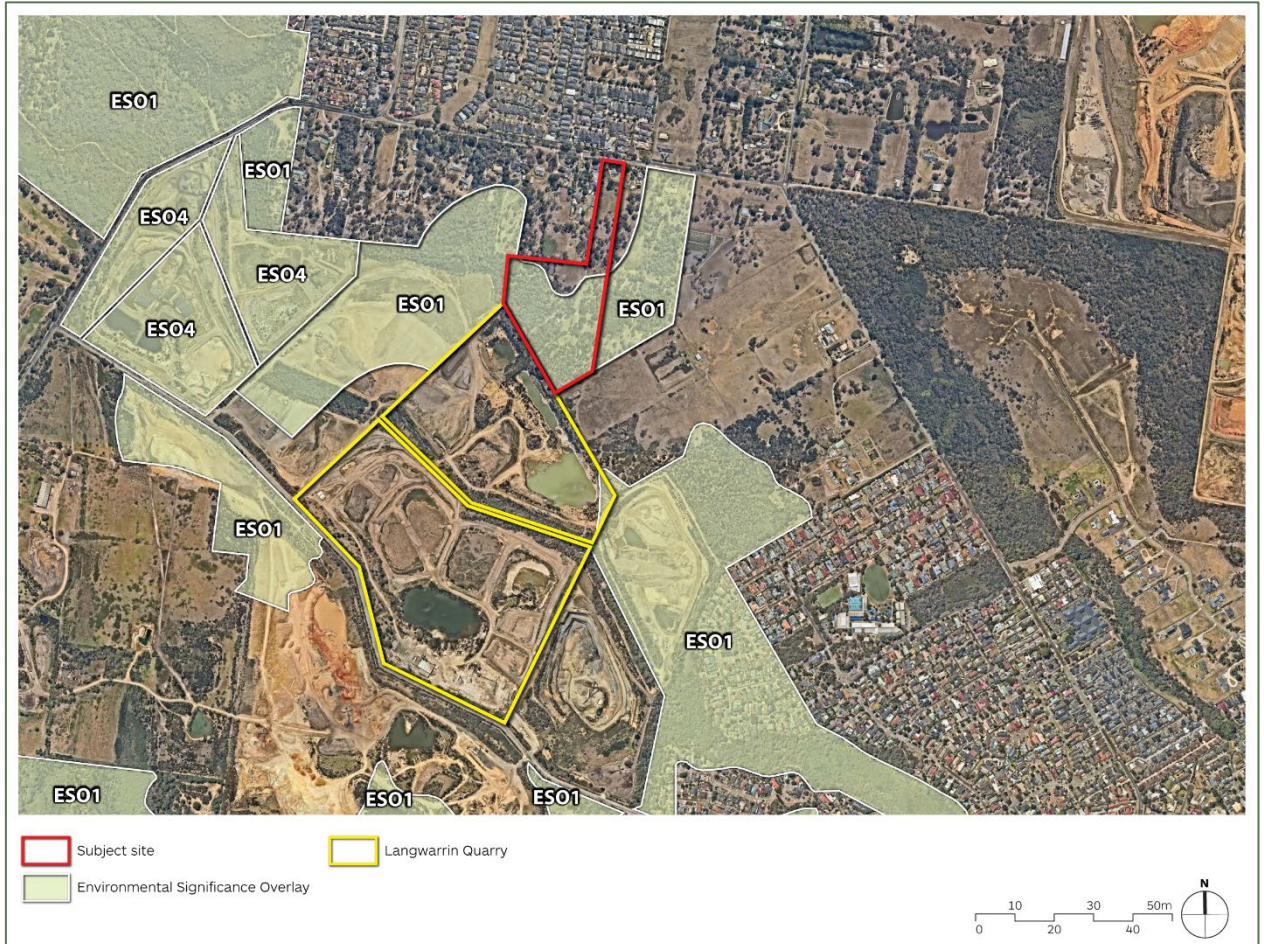 ESO1
ESO1
ESO4
ESO4
ESO1
ESO1
ESO4
ESO1
ESO1
ESO1
ESO1
ESO1
Subject site
Langwarrin Quarry
Environmental Significance Overlay
N
10 30 50m
0 20 40